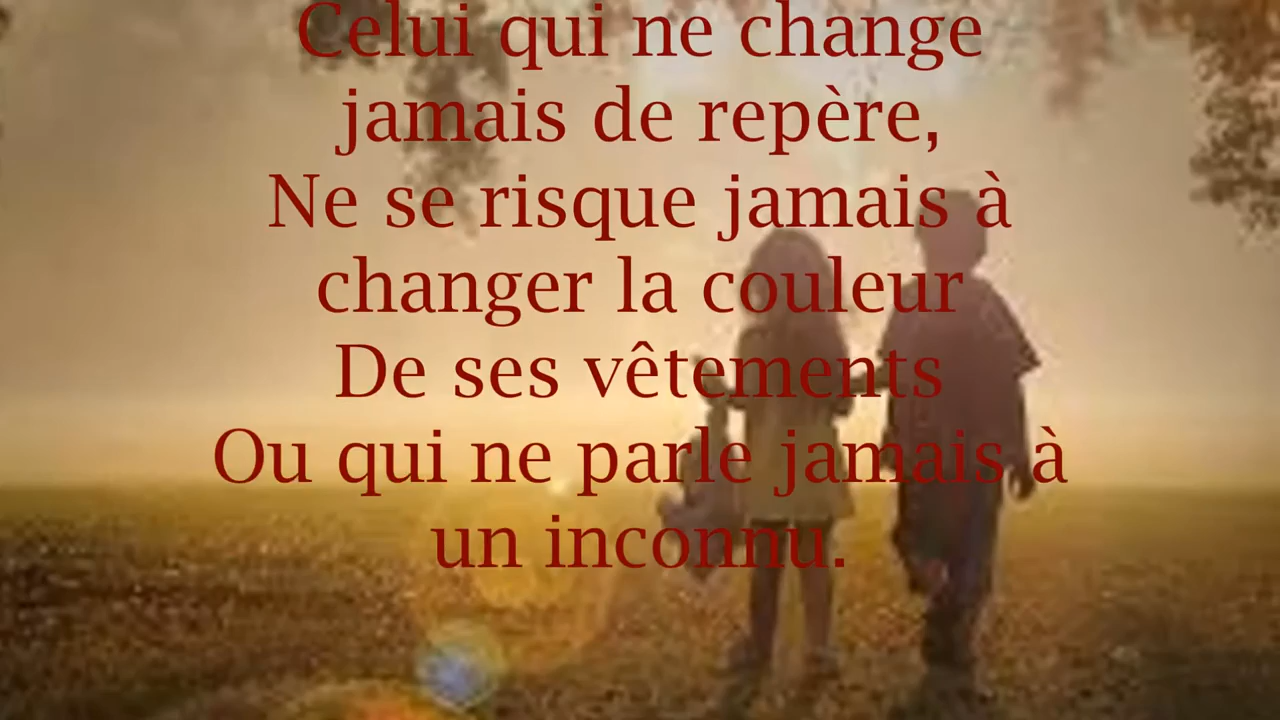 Celui qui ne change
jamais de repère,
Ne se risque jamais à
changer la couleur
De ses vêtements
Ou qui ne parle jamais à
un inconnu.